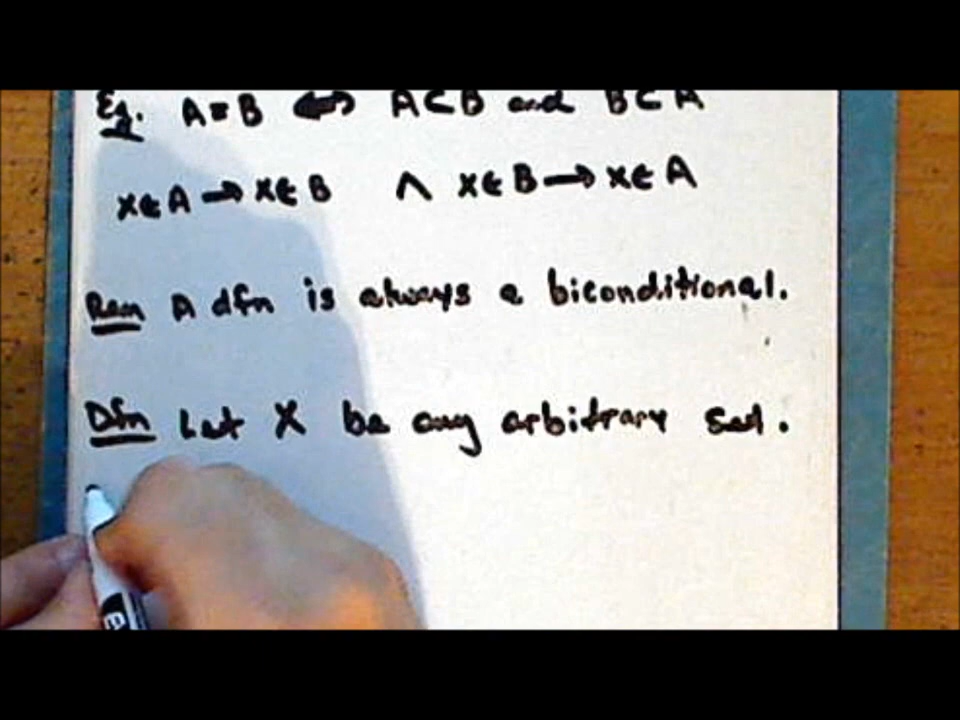 Eg. A = B ⟺ A ⊂ B and B ⊂ A
x ∈ A → x ∈ B ∧ x ∈ B → x ∈ A
Rem A dfn is always a biconditional.
Dfn Let X be any arbitrary set.